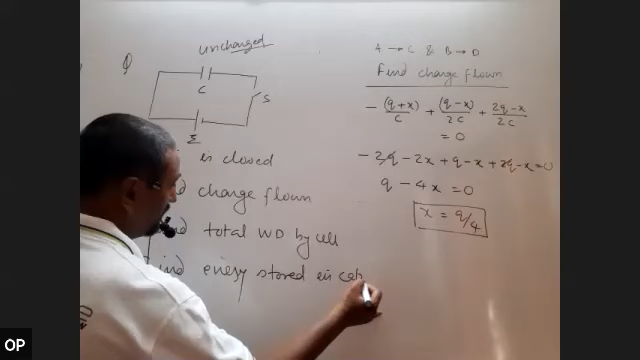 uncharged
Q
C
S
Σ
is closed
charge flown
total WD by cell
energy stored in cap
A → C & B → D
Find charge flown
- (q+x)/C + (q-x)/2C + 2q-x/2C
= 0
- 2q - 2x + q - x + 2q - x = 0
q - 4x = 0
x = q/4
OP